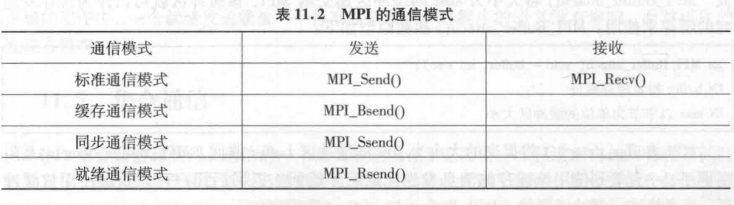 表 11.2 MPI 的通信模式
通信模式 发送 接收
标准通信模式 MPI_Send() MPI_Recv()
缓存通信模式 MPI_Bsend()
同步通信模式 MPI_Ssend()
就绪通信模式 MPI_Rsend()